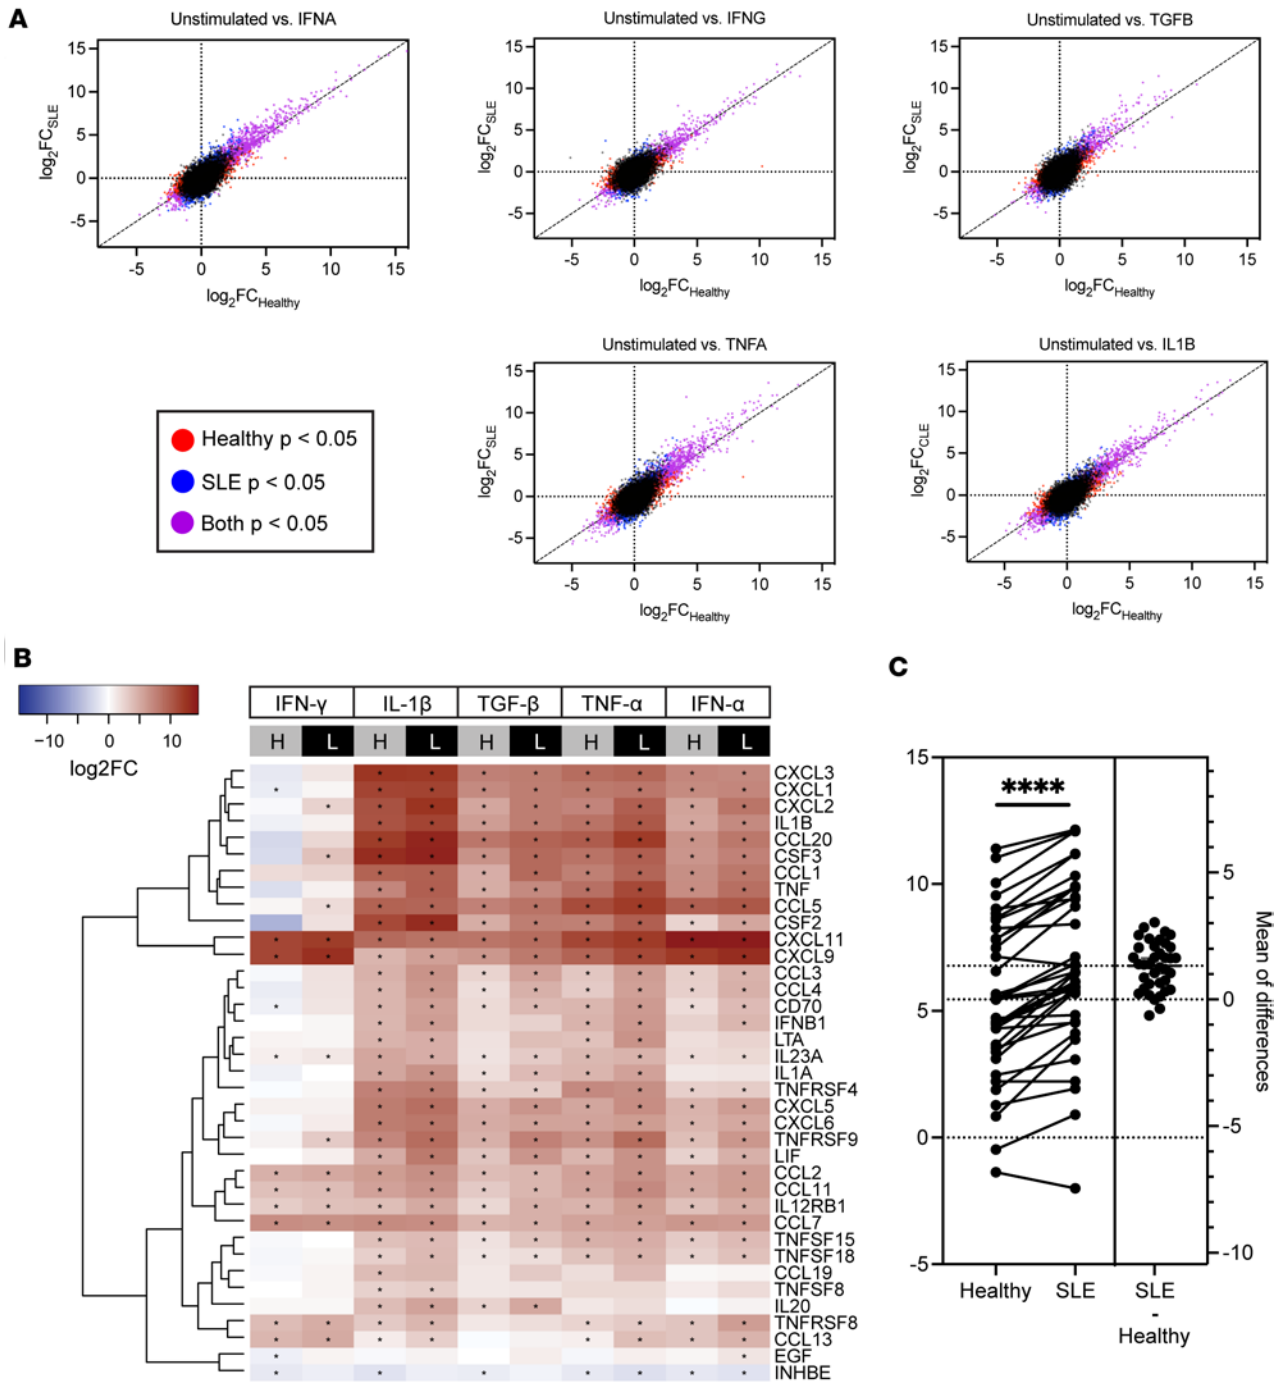 A
Unstimulated vs. IFNA
15
10
5
0
-5
-5 0 5 10 15
log2FCSLE
log2FCHealthy
Unstimulated vs. IFNG
15
10
5
0
-5
-5 0 5 10 15
log2FCSLE
log2FCHealthy
Unstimulated vs. TGFB
15
10
5
0
-5
-5 0 5 10 15
log2FCSLE
log2FCHealthy
Healthy p < 0.05
SLE p < 0.05
Both p < 0.05
Unstimulated vs. TNFA
15
10
5
0
-5
-5 0 5 10 15
log2FCSLE
log2FCHealthy
Unstimulated vs. IL1B
15
10
5
0
-5
-5 0 5 10 15
log2FCCLE
log2FCHealthy
B
−10 0 10
log2FC
IFN-γ IL-1β TGF-β TNF-α IFN-α
H L H L H L H L H L
CXCL3
CXCL1
CXCL2
IL1B
CCL20
CSF3
CCL1
TNF
CCL5
CSF2
CXCL11
CXCL9
CCL3
CCL4
CD70
IFNB1
LTA
IL23A
IL1A
TNFRSF4
CXCL5
CXCL6
TNFRSF9
LIF
CCL2
CCL11
IL12RB1
CCL7
TNFSF15
TNFSF18
CCL19
TNFSF8
IL20
TNFRSF8
CCL13
EGF
INHBE
C
15
10
5
0
-5
****
5
0
-5
-10
Mean of differences
Healthy SLE SLE
-
Healthy